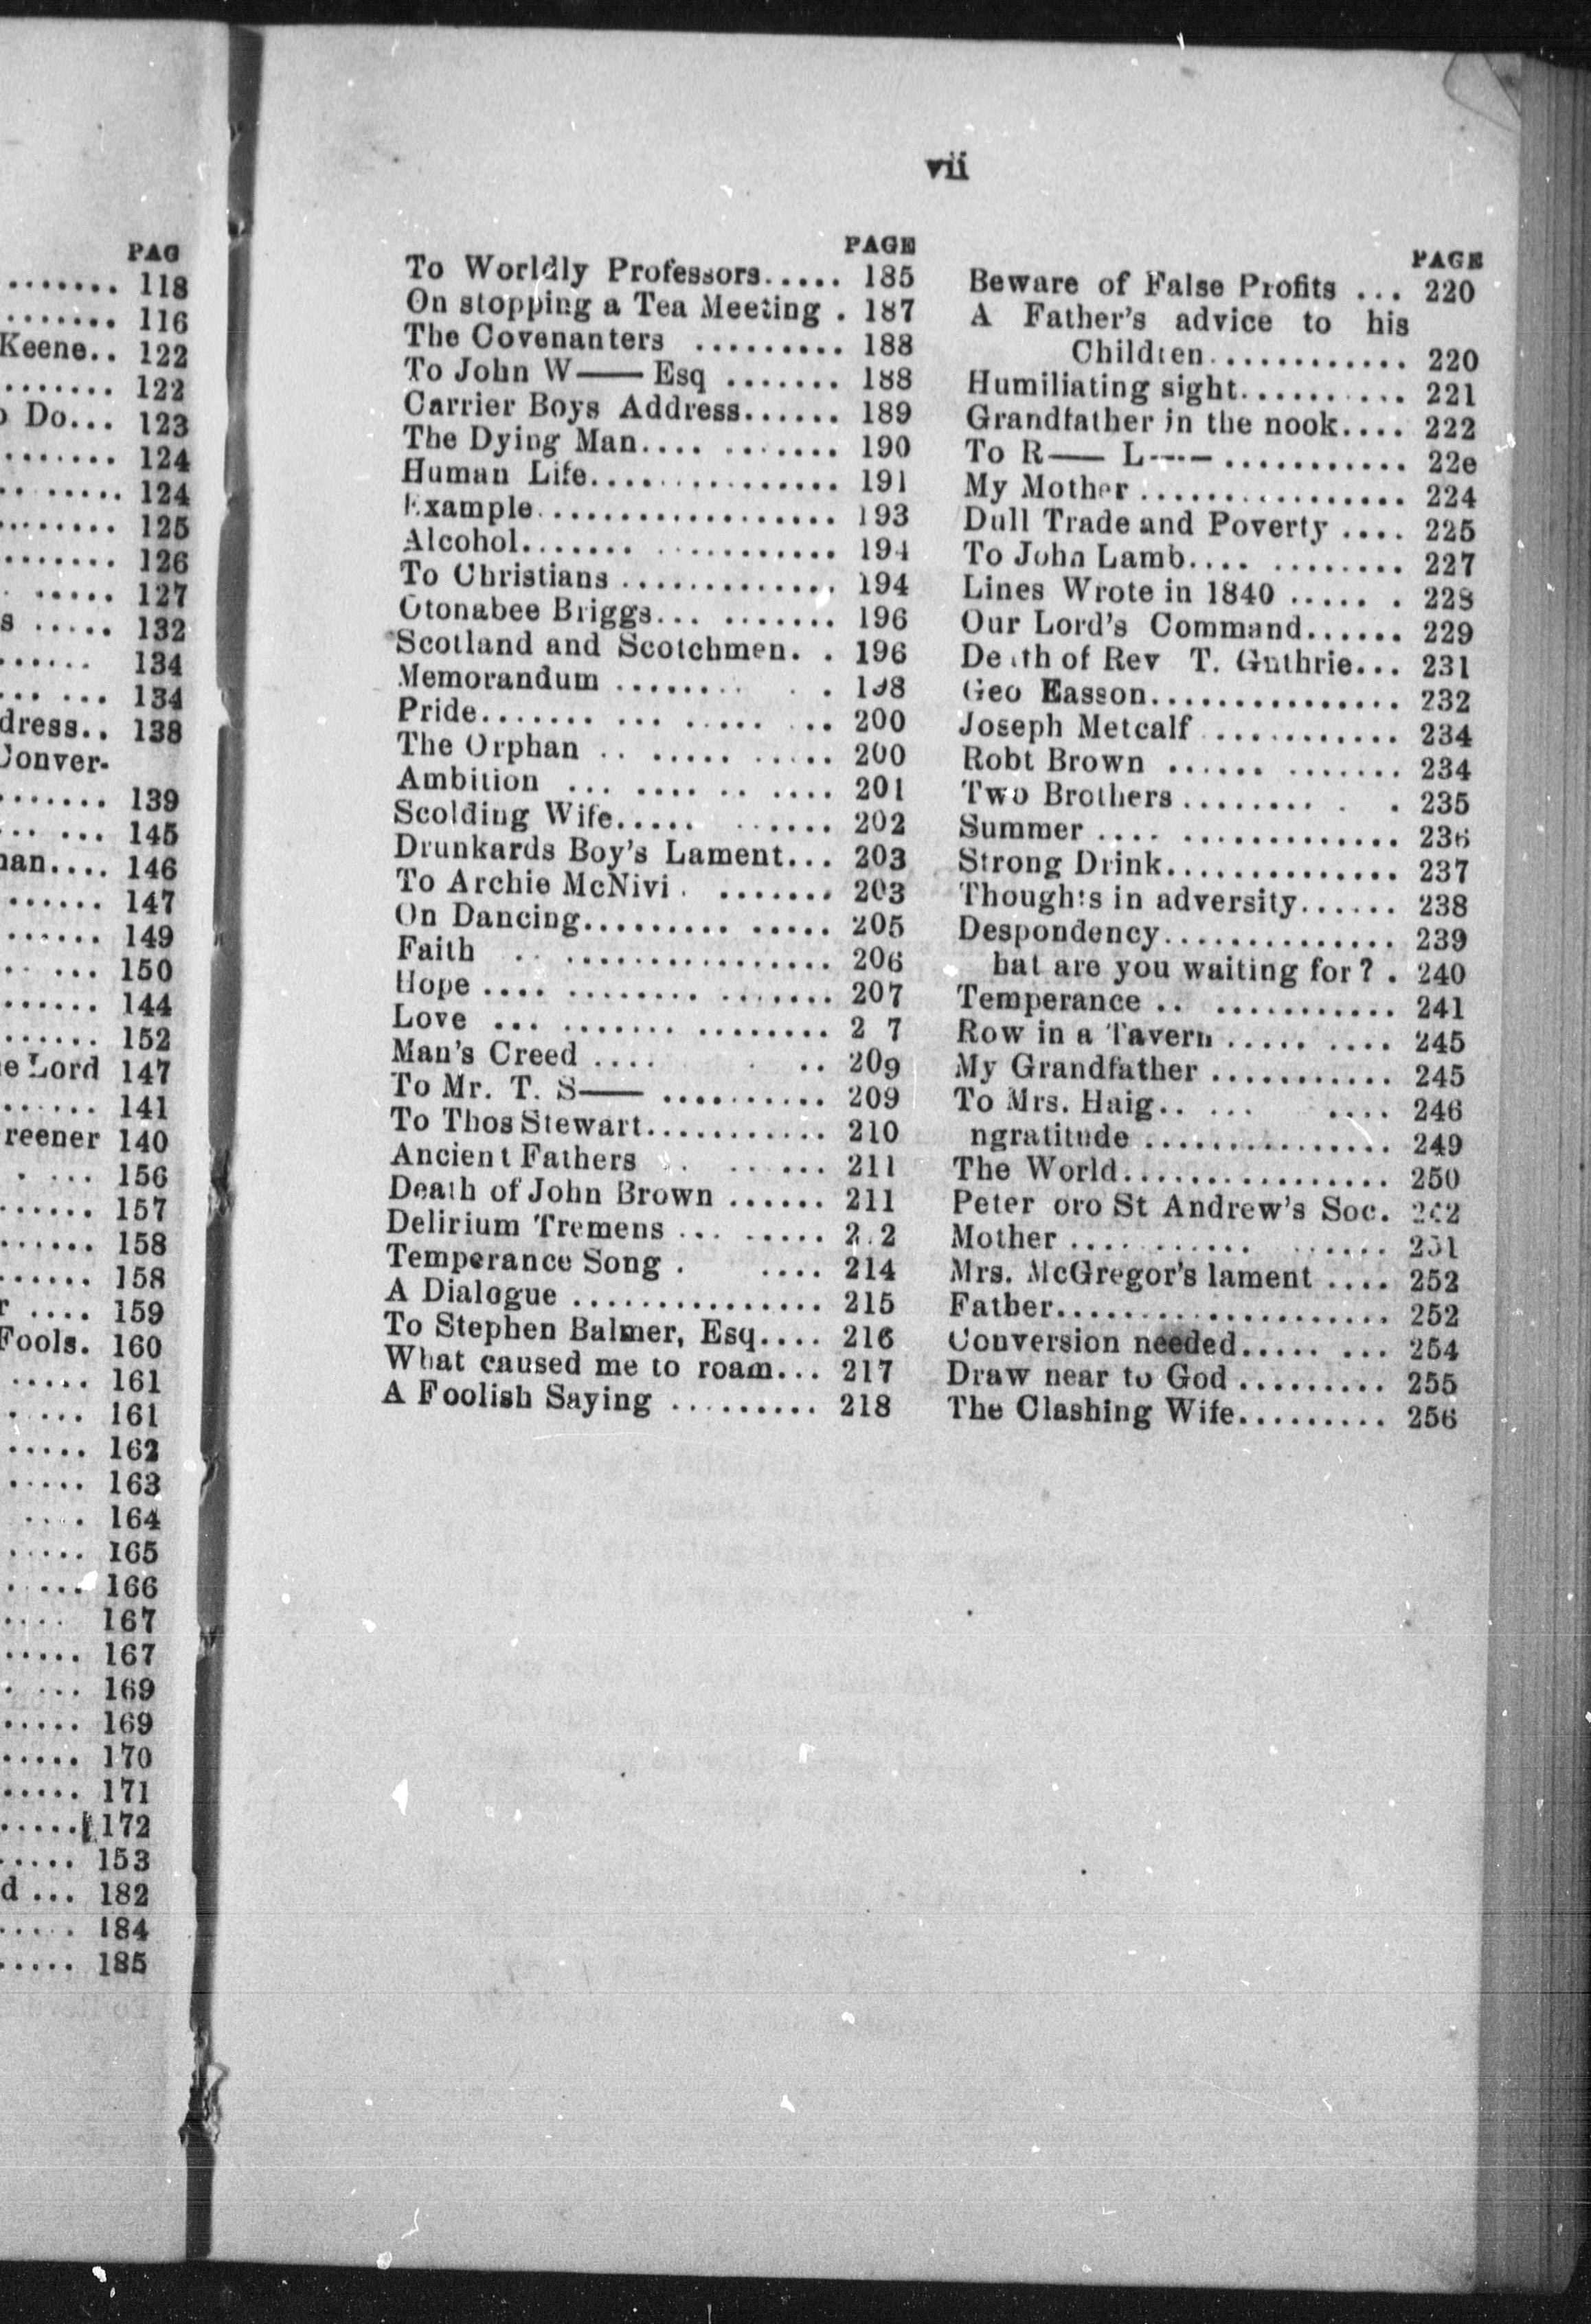 PAG
118
116
Keene.. 122
122
Do... 123
124
124
125
126
127
s ..... 132
134
134
dress.. 138
Conver-
139
145
nan.... 146
147
149
150
144
152
e Lord 147
141
reener 140
156
157
158
158
r .... 159
Fools. 160
161
161
162
163
164
165
166
167
167
169
169
170
171
172
153
d ... 182
184
185
vii
PAGE
To Worldly Professors..... 185
On stopping a Tea Meeting . 187
The Covenanters ......... 188
To John W—— Esq ....... 188
Carrier Boys Address...... 189
The Dying Man.... ....... 190
Human Life............... 191
Example.................. 193
Alcohol....... ........... 194
To Christians ............. 194
Otonabee Briggs... ....... 196
Scotland and Scotchmen. . 196
Memorandum ........ . . 198
Pride....... ... ..... .. 200
The Orphan .. ..... ..... 200
Ambition ... .... .. .... 201
Scolding Wife..... ...... 202
Drunkards Boy's Lament... 203
To Archie McNivi . ....... 203
On Dancing......... ..... 205
Faith .. ................ 206
Hope .... ........ ....... 207
Love ... ....... ........ 2 7
Man's Creed .... . .. 209
To Mr. T. S—— .......... 209
To Thos Stewart........... 210
Ancient Fathers . ...... 211
Death of John Brown ...... 211
Delirium Tremens ... ..... 2.2
Temperance Song . .... 214
A Dialogue ............... 215
To Stephen Balmer, Esq.... 216
What caused me to roam... 217
A Foolish Saying ......... 218
PAGE
Beware of False Profits ... 220
A Father's advice to his
Children............ 220
Humiliating sight.......... 221
Grandfather in the nook.... 222
To R—— L---- ........... 22e
My Mother ................ 224
Dull Trade and Poverty .... 225
To John Lamb.... ........ 227
Lines Wrote in 1840 ..... . 228
Our Lord's Command...... 229
De th of Rev T. Guthrie... 231
Geo Easson............... 232
Joseph Metcalf ........... 234
Robt Brown ...... ....... 234
Two Brothers ........ . . 235
Summer .... ............. 236
Strong Drink.............. 237
Thoughts in adversity...... 238
Despondency.............. 239
hat are you waiting for? . 240
Temperance .. ........... 241
Row in a Tavern ..... .... 245
My Grandfather ........... 245
To Mrs. Haig.. ... .... 246
ngratitude ............... 249
The World................ 250
Peter oro St Andrew's Soc. 242
Mother .... ...... ...... 251
Mrs. McGregor's lament .... 252
Father.................... 252
Conversion needed..... ... 254
Draw near to God ......... 255
The Clashing Wife......... 256